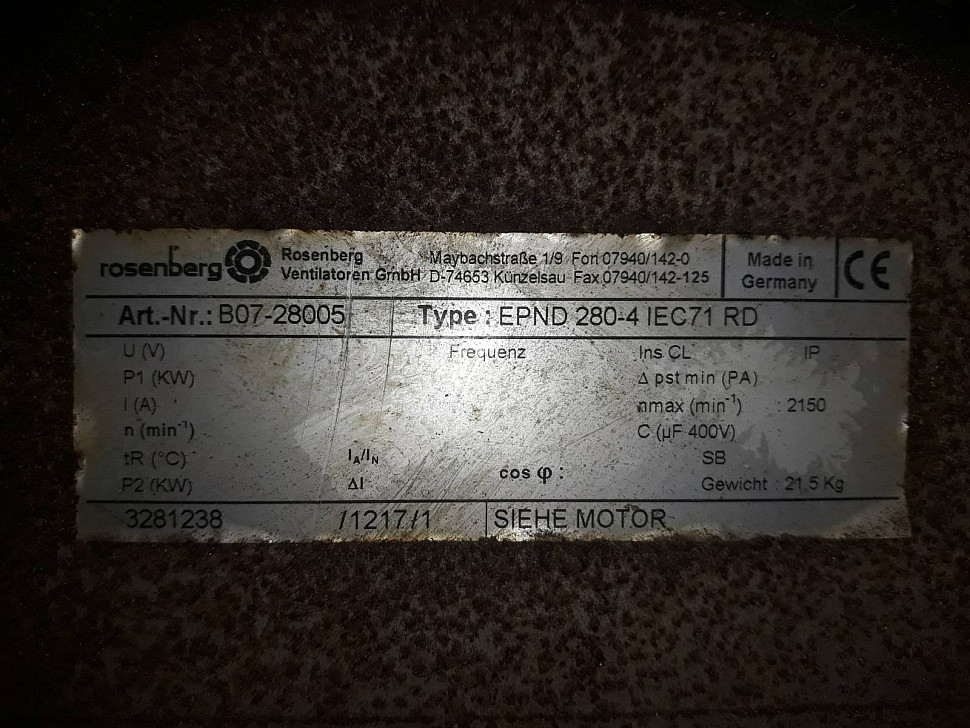 rosenberg Rosenberg Ventilatoren GmbH Maybachstraße 1/9 Fon 07940/142-0 D-74653 Künzelsau Fax 07940/142-125 Made in Germany CE
Art.-Nr.: B07-28005 Type : EPND 280-4 IEC71 RD
U (V) Frequenz Ins CL IP
P1 (KW) Δ pst min (PA)
I (A) nmax (min⁻¹) : 2150
n (min⁻¹) C (µF 400V)
tR (°C) IA/IN cos φ : SB
P2 (KW) ΔI Gewicht : 21,5 Kg
3281238 /1217/1 SIEHE MOTOR